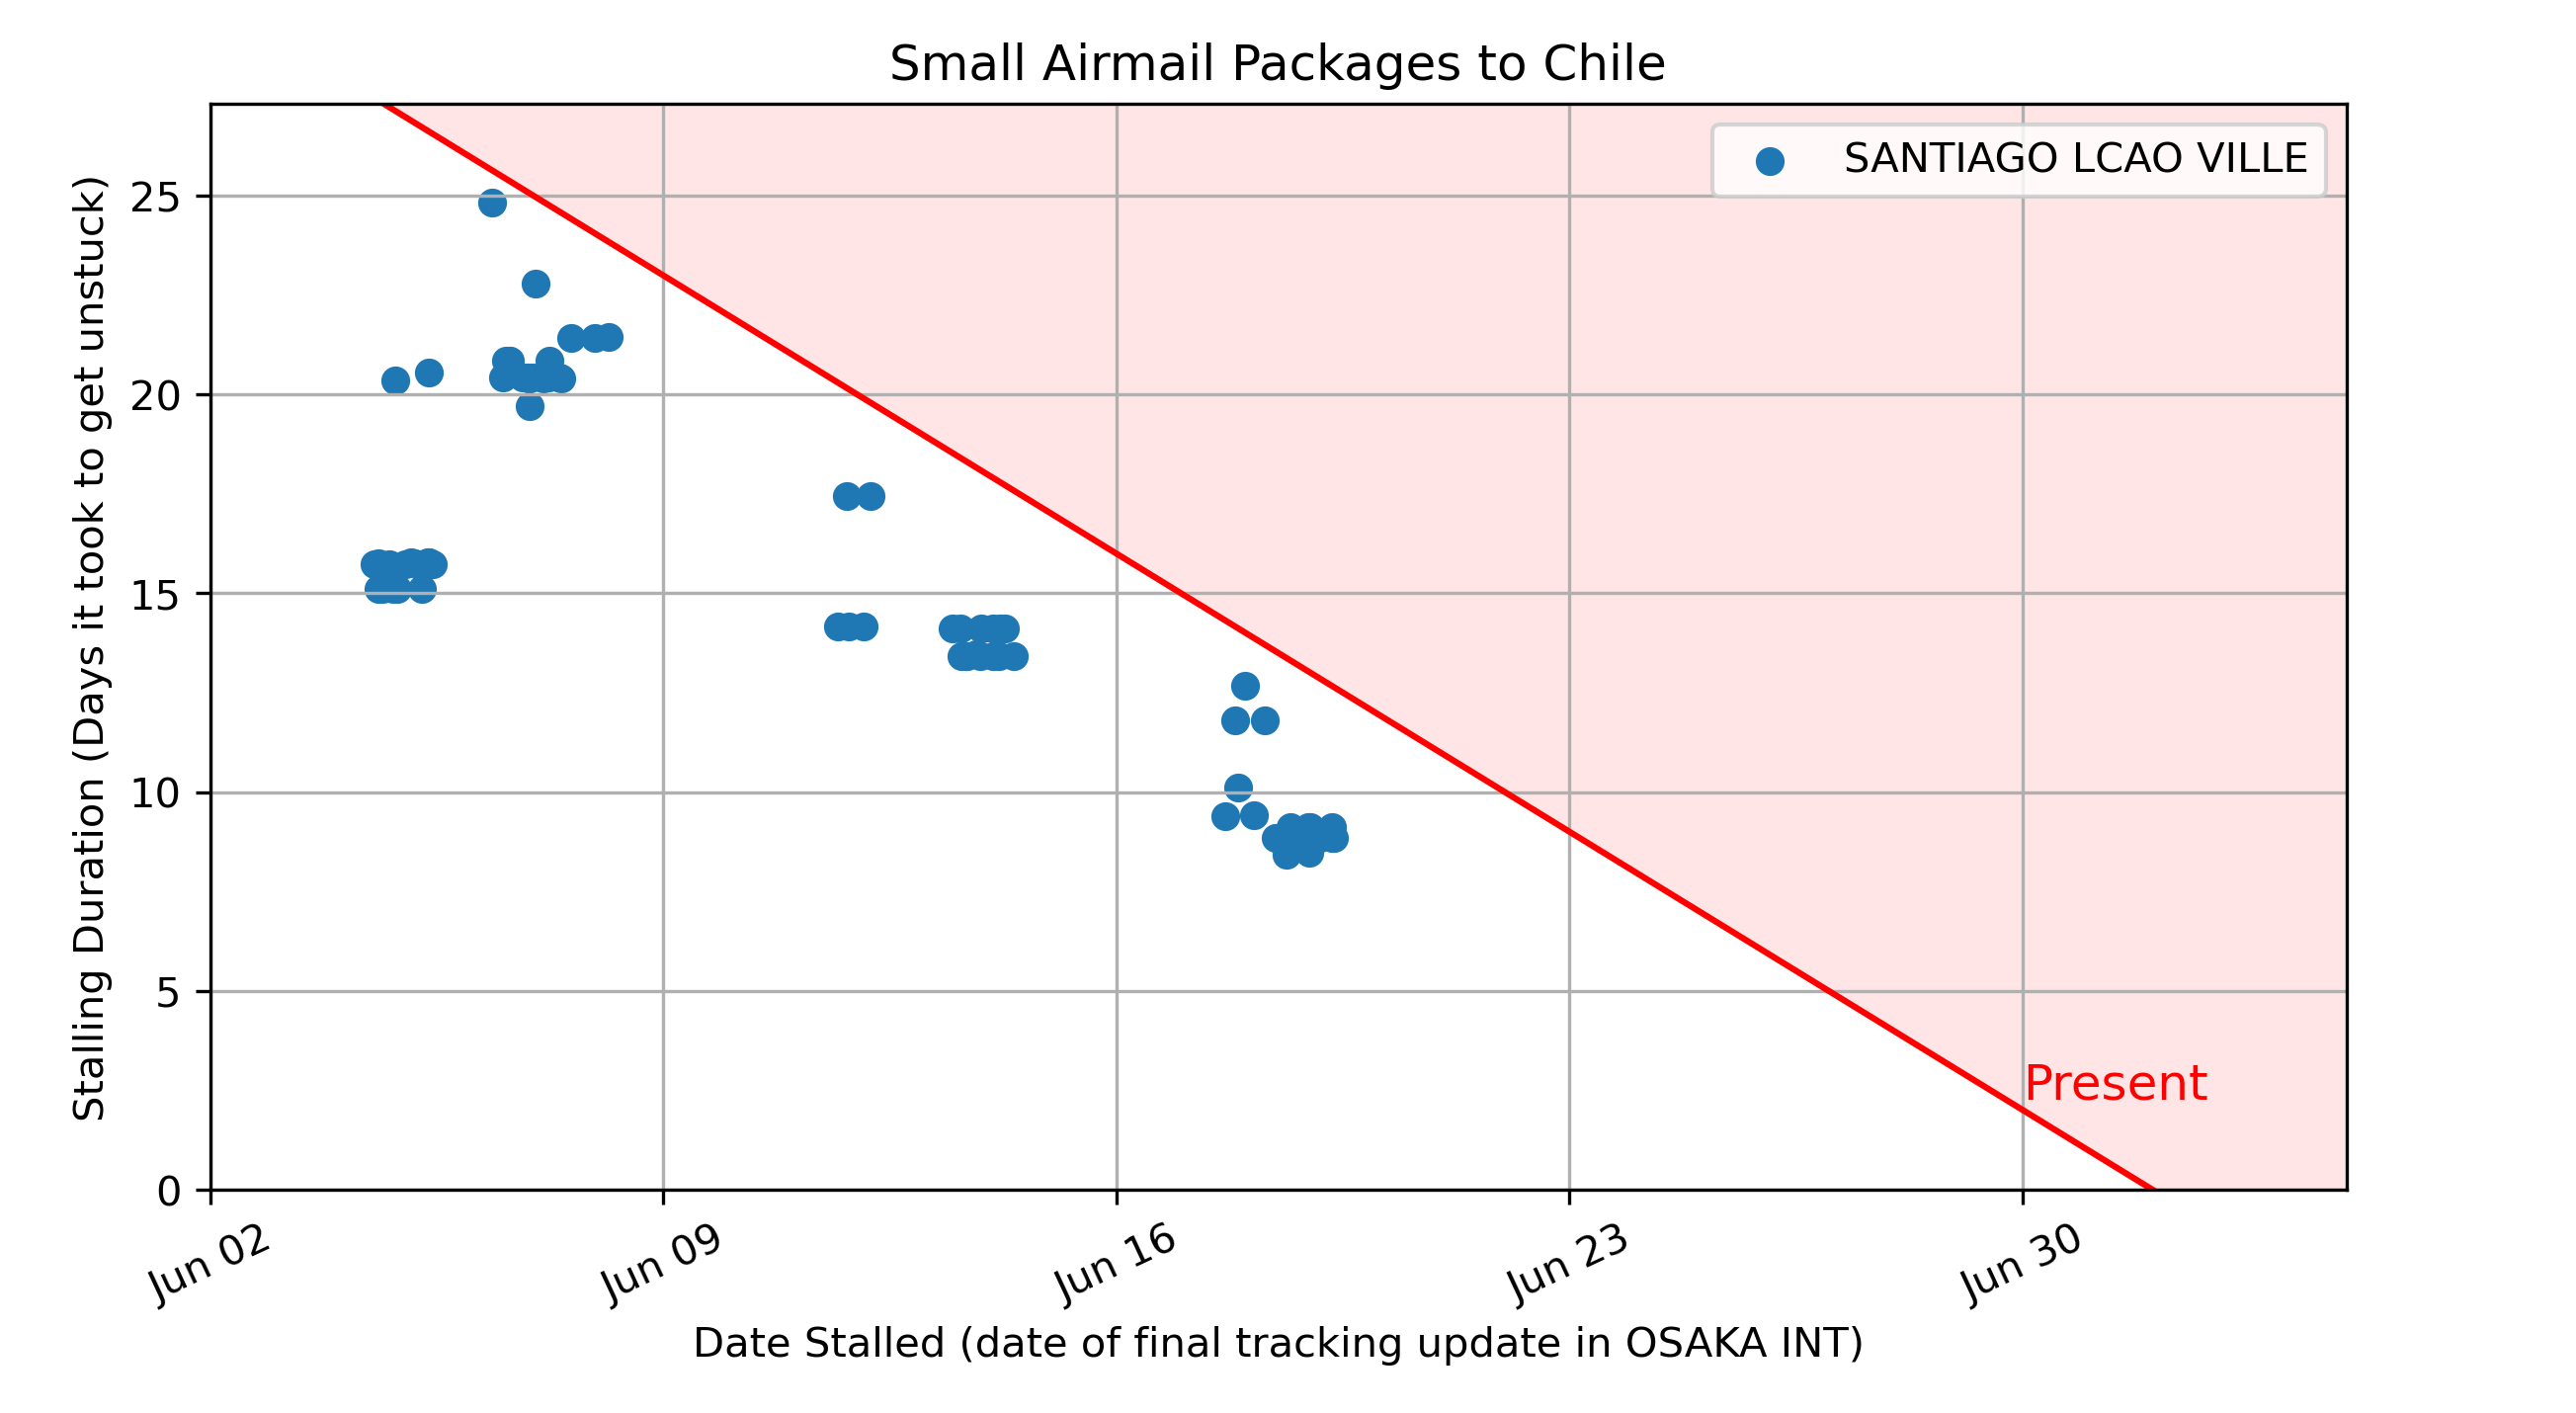 Small Airmail Packages to Chile
SANTIAGO LCAO VILLE
Stalling Duration (Days it took to get unstuck)
25
20
15
10
5
0
Present
Jun 02
Jun 09
Jun 16
Jun 23
Jun 30
Date Stalled (date of final tracking update in OSAKA INT)